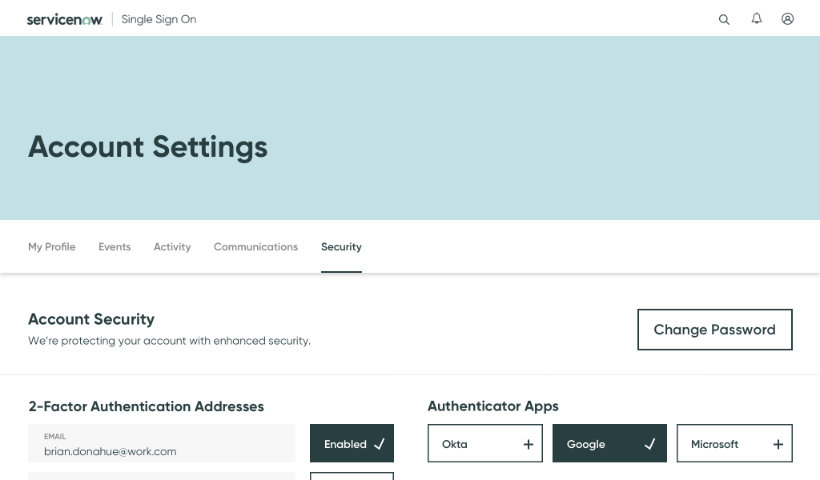 servicenow
Single Sign On
Account Settings
My Profile
Events
Activity
Communications
Security
Account Security
We're protecting your account with enhanced security.
Change Password
2-Factor Authentication Addresses
EMAIL
brian.donahue@work.com
Enabled
Authenticator Apps
Okta
Google
Microsoft